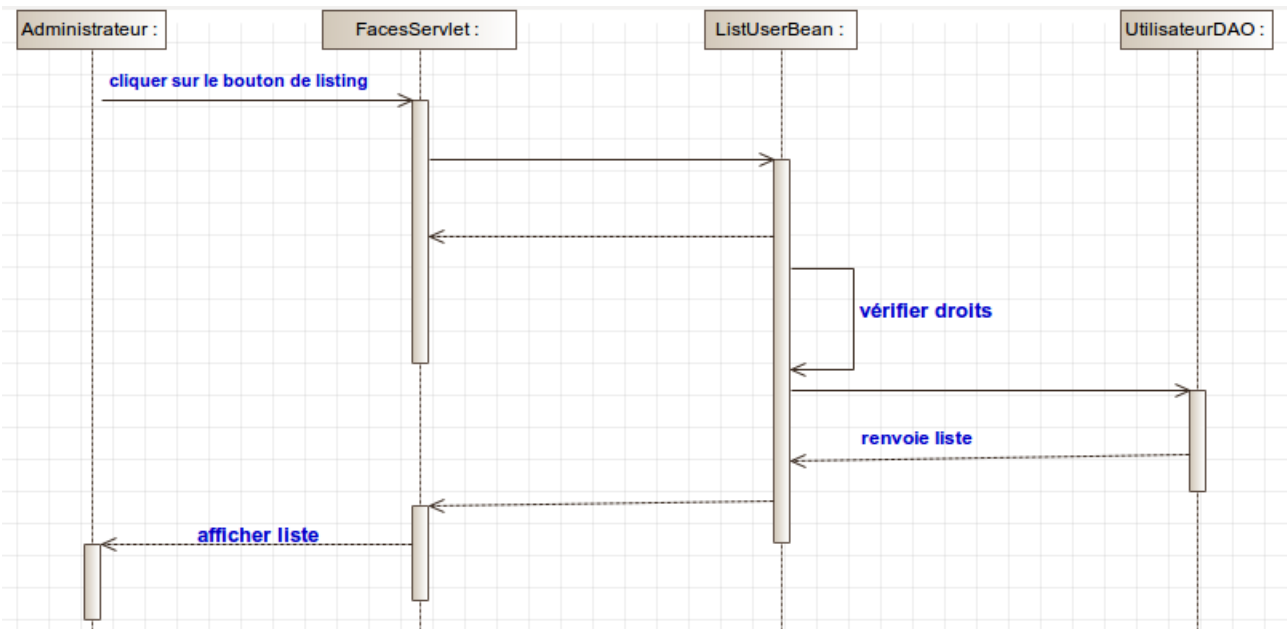 Administrateur :
FacesServlet :
ListUserBean :
UtilisateurDAO :
cliquer sur le bouton de listing
vérifier droits
renvoie liste
afficher liste